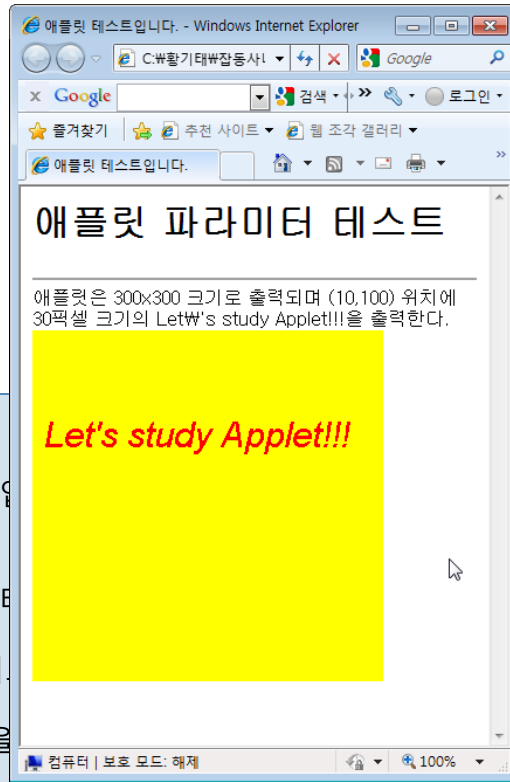 애플릿 테스트입니다. - Windows Internet Explorer
C:₩황기태₩잡동사니
Google
x Google 검색 로그인
즐겨찾기 추천 사이트 웹 조각 갤러리
애플릿 테스트입니다.
애플릿 파라미터 테스트
애플릿은 300x300 크기로 출력되며 (10,100) 위치에
30픽셀 크기의 Let₩'s study Applet!!!을 출력한다.
Let's study Applet!!!
컴퓨터 | 보호 모드: 해제 100%